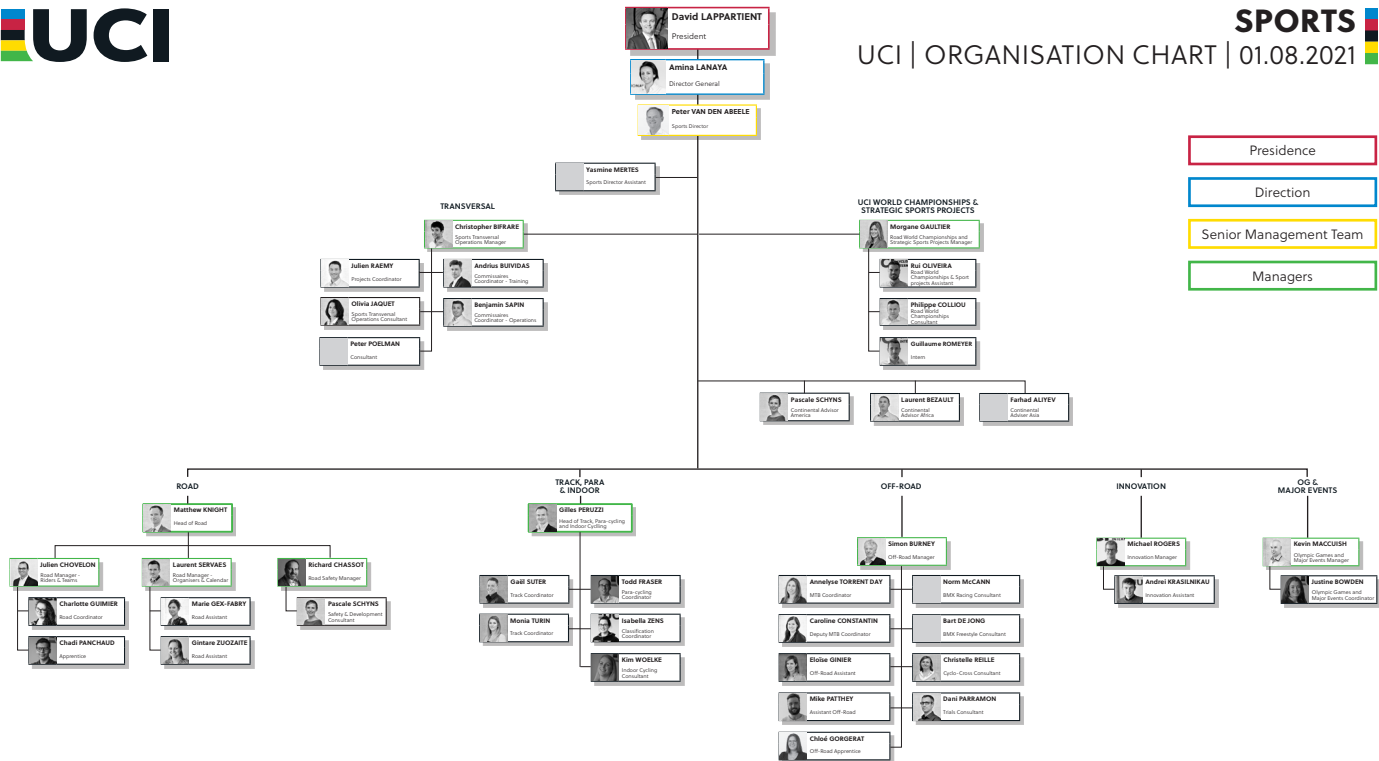 UCI
SPORTS
UCI | ORGANISATION CHART | 01.08.2021
David LAPPARTIENT
President
Amina LANAYA
Director General
Peter VAN DEN ABEELE
Sports Director
Presidence
Direction
Senior Management Team
Managers
Yasmine MERTES
Sports Director Assistant
TRANSVERSAL
Christopher BIFRARE
Sports Transversal
Operations Manager
Julien RAEMY
Projects Coordinator
Andrius BUIVIDAS
Commissaires
Coordinator - Training
Olivia JAQUET
Sports Transversal
Operations Consultant
Benjamin SAPIN
Commissaires
Coordinator - Operations
Peter POELMAN
Consultant
UCI WORLD CHAMPIONSHIPS &
STRATEGIC SPORTS PROJECTS
Morgane GAULTIER
Road World Championships and
Strategic Sports Projects Manager
Rui OLIVEIRA
Road World
Championships & Sport
projects Assistant
Philippe COLLIOU
Road World
Championships
Consultant
Guillaume ROMEYER
Intern
Pascale SCHYNS
Continental Advisor
America
Laurent BEZAULT
Continental
Advisor Africa
Farhad ALIYEV
Continental
Adviser Asia
ROAD
Matthew KNIGHT
Head of Road
Julien CHOVELON
Road Manager -
Riders & Teams
Laurent SERVAES
Road Manager -
Organisers & Calendar
Richard CHASSOT
Road Safety Manager
Charlotte GUIMIER
Road Coordinator
Marie GEX-FABRY
Road Assistant
Pascale SCHYNS
Safety & Development
Consultant
Chadi PANCHAUD
Apprentice
Gintare ZUOZAITE
Road Assistant
TRACK, PARA
& INDOOR
Gilles PERUZZI
Head of Track, Para-cycling
and Indoor Cyclling
Gaël SUTER
Track Coordinator
Todd FRASER
Para-cycling
Coordinator
Monia TURIN
Track Coordinator
Isabella ZENS
Classification
Coordinator
Kim WOELKE
Indoor Cycling
Consultant
OFF-ROAD
Simon BURNEY
Off-Road Manager
Annelyse TORRENT DAY
MTB Coordinator
Norm McCANN
BMX Racing Consultant
Caroline CONSTANTIN
Deputy MTB Coordinator
Bart DE JONG
BMX Freestyle Consultant
Eloïse GINIER
Off-Road Assistant
Christelle REILLE
Cyclo-Cross Consultant
Mike PATTHEY
Assistant Off-Road
Dani PARRAMON
Trials Consultant
Chloé GORGERAT
Off-Road Apprentice
INNOVATION
Michael ROGERS
Innovation Manager
Andrei KRASILNIKAU
Innovation Assistant
OG &
MAJOR EVENTS
Kevin MACCUISH
Olympic Games and
Major Events Manager
Justine BOWDEN
Olympic Games and
Major Events Coordinator